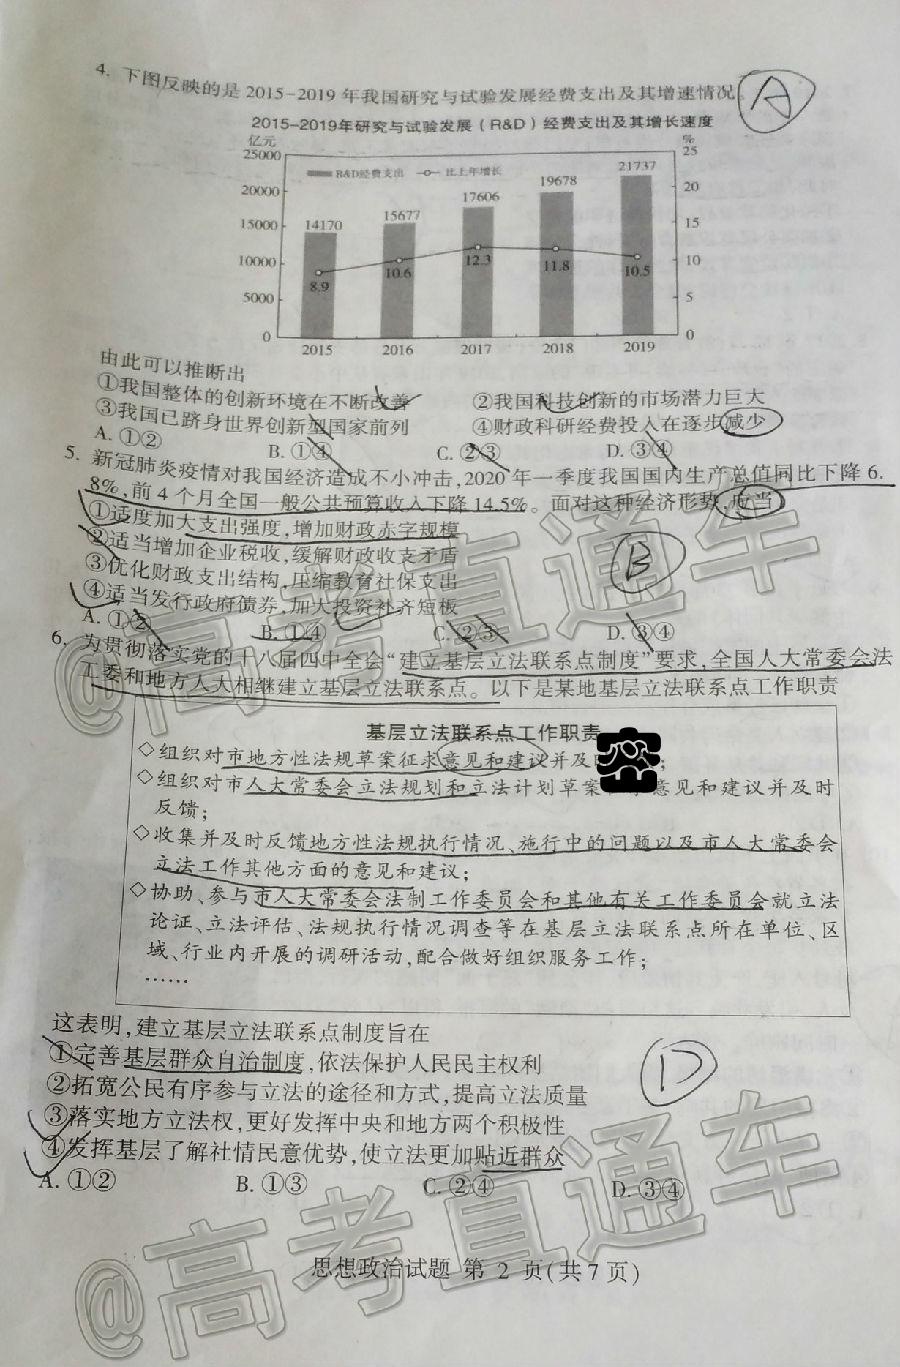 4. 下图反映的是2015-2019年我国研究与试验发展经费支出及其增速情况
A
2015-2019年研究与试验发展(R&D)经费支出及其增长速度
亿元
%
25000
20000
15000
10000
5000
0
R&D经费支出 比上年增长
14170
15677
17606
19678
21737
8.9
10.6
12.3
11.8
10.5
25
20
15
10
5
0
2015 2016 2017 2018 2019
由此可以推断出
①我国整体的创新环境在不断改善 ②我国科技创新的市场潜力巨大
③我国已跻身世界创新型国家前列 ④财政科研经费投入在逐步减少
A. ①② B. ①④ C. ②③ D. ③④
5. 新冠肺炎疫情对我国经济造成不小冲击,2020年一季度我国国内生产总值同比下降6.
8%,前4个月全国一般公共预算收入下降14.5%。面对这种经济形势,应当
①适度加大支出强度,增加财政赤字规模
②适当增加企业税收,缓解财政收支矛盾
③优化财政支出结构,压缩教育社保支出
④适当发行政府债券,加大投资补齐短板
B
A. ①② B. ①④ C. ②③ D. ③④
6. 为贯彻落实党的十八届四中全会“建立基层立法联系点制度”要求,全国人大常委会法
工委和地方人大相继建立基层立法联系点。以下是某地基层立法联系点工作职责
基层立法联系点工作职责
◇组织对市地方性法规草案征求意见和建议并及;
◇组织对市人大常委会立法规划和立法计划草案意见和建议并及时
反馈;
◇收集并及时反馈地方性法规执行情况、施行中的问题以及市人大常委会
立法工作其他方面的意见和建议;
◇协助、参与市人大常委会法制工作委员会和其他有关工作委员会就立法
论证、立法评估、法规执行情况调查等在基层立法联系点所在单位、区
域、行业内开展的调研活动,配合做好组织服务工作;
……
这表明,建立基层立法联系点制度旨在
①完善基层群众自治制度,依法保护人民民主权利
②拓宽公民有序参与立法的途径和方式,提高立法质量
③落实地方立法权,更好发挥中央和地方两个积极性
④发挥基层了解社情民意优势,使立法更加贴近群众
D
A. ①② B. ①③ C. ②④ D. ③④
思想政治试题 第 2 页(共7页)
@高考直通车
@高考直通车